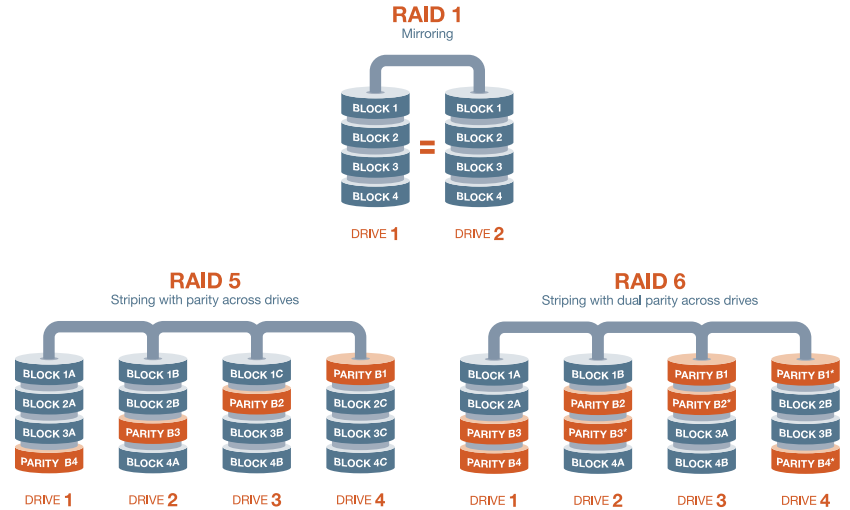 RAID 1
Mirroring
BLOCK 1 BLOCK 1
BLOCK 2 BLOCK 2
=
BLOCK 3 BLOCK 3
BLOCK 4 BLOCK 4
DRIVE 1 DRIVE 2
RAID 5
Striping with parity across drives
BLOCK 1A BLOCK 1B BLOCK 1C PARITY B1
BLOCK 2A BLOCK 2B PARITY B2 BLOCK 2C
BLOCK 3A PARITY B3 BLOCK 3B BLOCK 3C
PARITY B4 BLOCK 4A BLOCK 4B BLOCK 4C
DRIVE 1 DRIVE 2 DRIVE 3 DRIVE 4
RAID 6
Striping with dual parity across drives
BLOCK 1A BLOCK 1B PARITY B1 PARITY B1*
BLOCK 2A PARITY B2 PARITY B2* BLOCK 2B
PARITY B3 PARITY B3* BLOCK 3A BLOCK 3B
PARITY B4 BLOCK 4A BLOCK 4B PARITY B4*
DRIVE 1 DRIVE 2 DRIVE 3 DRIVE 4